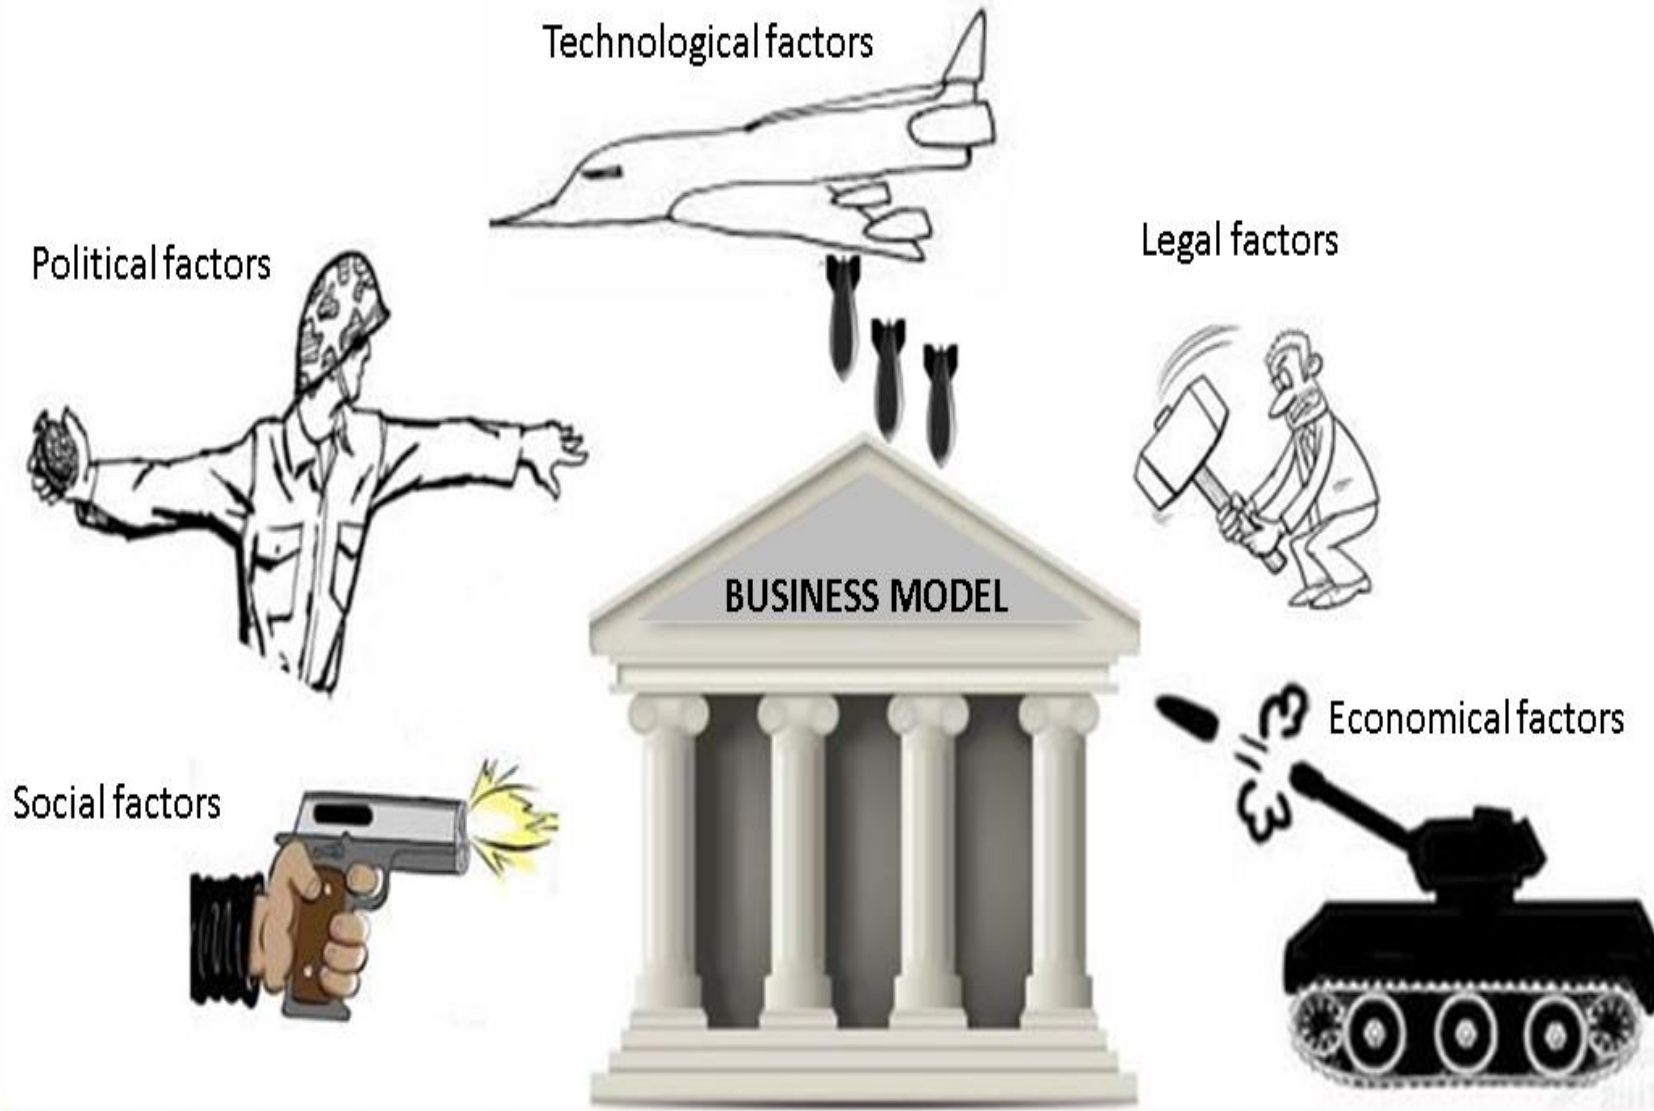 Technological factors
Political factors
Legal factors
BUSINESS MODEL
Economical factors
Social factors